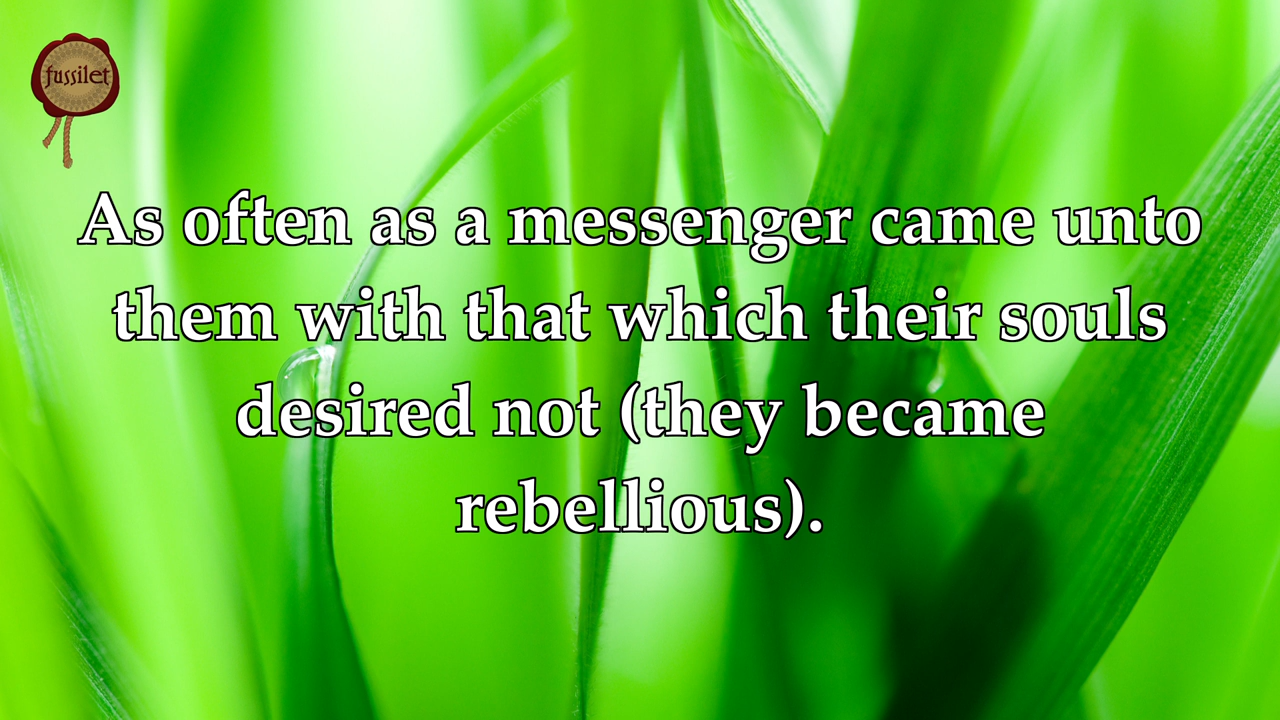 fussilet
As often as a messenger came unto
them with that which their souls
desired not (they became
rebellious).